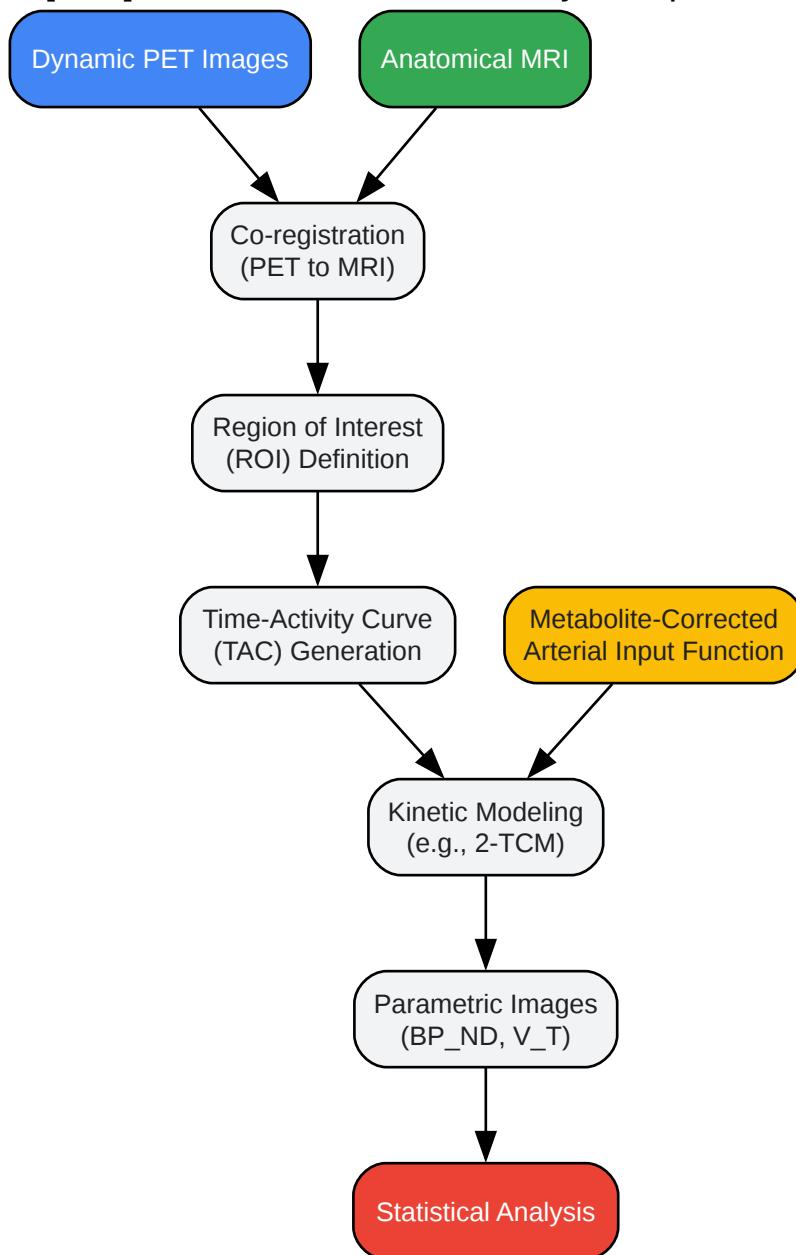 Dynamic PET Images
Anatomical MRI
Co-registration
(PET to MRI)
Region of Interest
(ROI) Definition
Time-Activity Curve
(TAC) Generation
Metabolite-Corrected
Arterial Input Function
Kinetic Modeling
(e.g., 2-TCM)
Parametric Images
(BP_ND, V_T)
Statistical Analysis